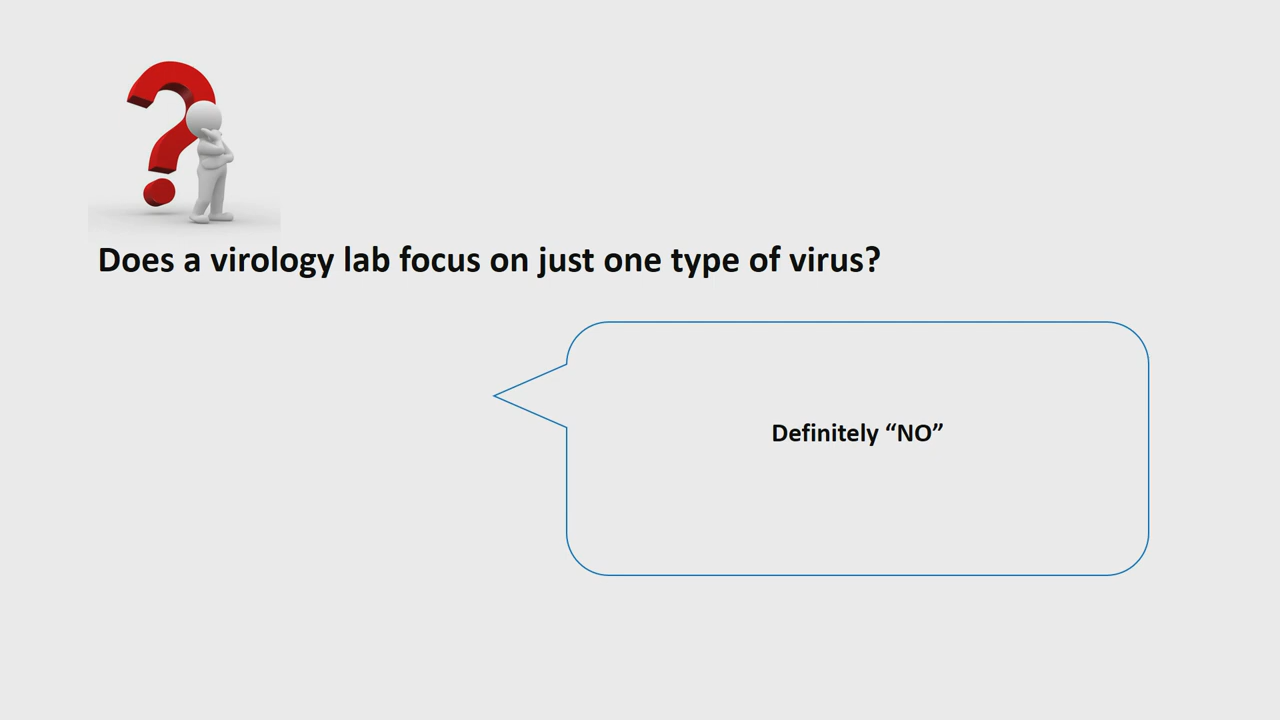 Does a virology lab focus on just one type of virus?
Definitely “NO”